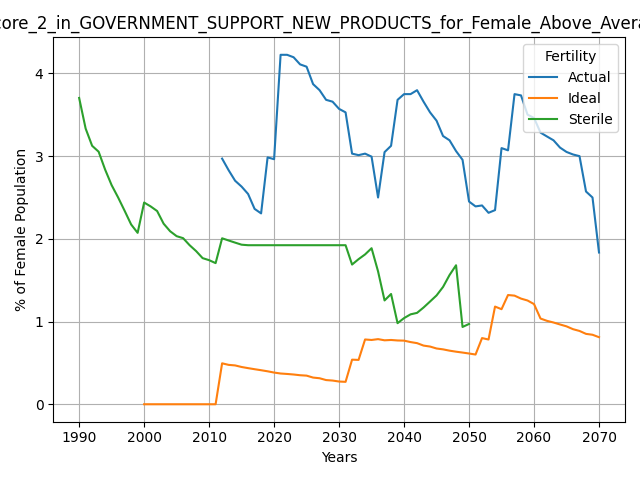 core_2_in_GOVERNMENT_SUPPORT_NEW_PRODUCTS_for_Female_Above_Avera
Fertility
Actual
Ideal
Sterile
% of Female Population
4
3
2
1
0
1990 2000 2010 2020 2030 2040 2050 2060 2070
Years